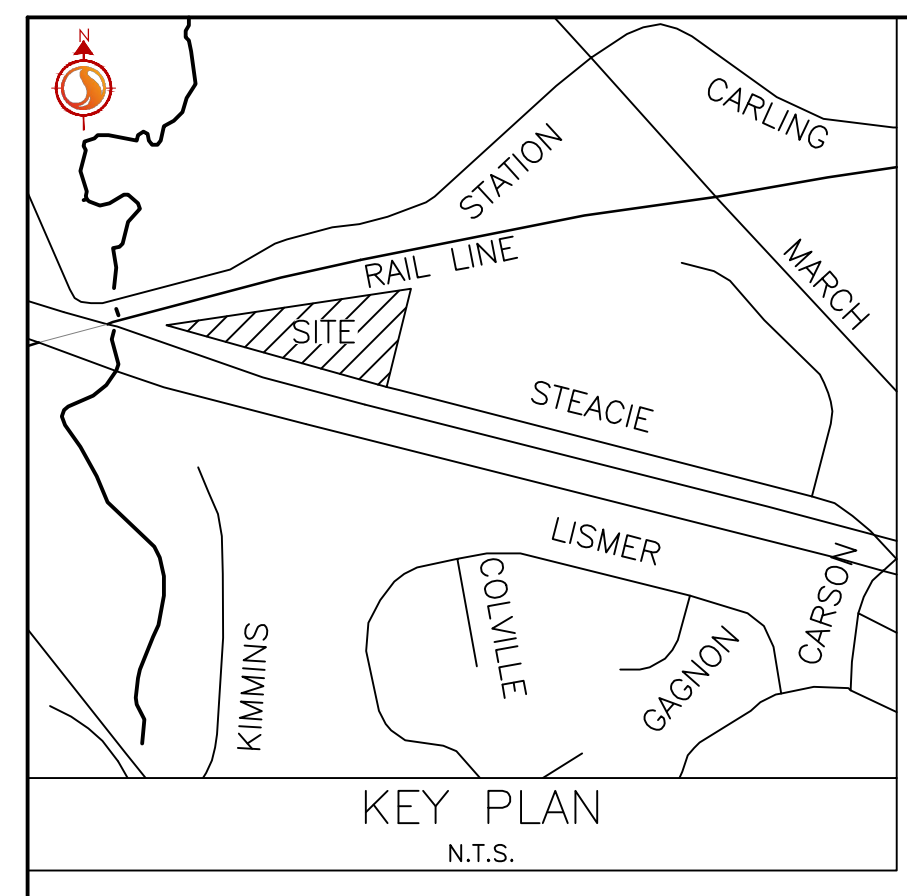 N
CARLING
STATION
RAIL LINE
MARCH
SITE
STEACIE
LISMER
COLVILLE
CARSON
KIMMINS
GAGNON
KEY PLAN
N.T.S.